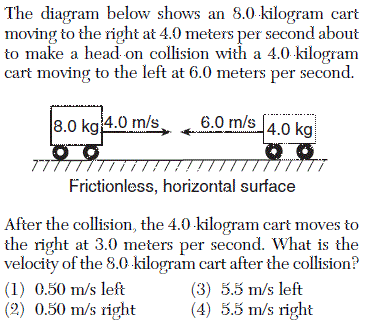 The diagram below shows an 8.0-kilogram cart
moving to the right at 4.0 meters per second about
to make a head-on collision with a 4.0-kilogram
cart moving to the left at 6.0 meters per second.
8.0 kg 4.0 m/s 6.0 m/s 4.0 kg
Frictionless, horizontal surface
After the collision, the 4.0-kilogram cart moves to
the right at 3.0 meters per second. What is the
velocity of the 8.0-kilogram cart after the collision?
(1) 0.50 m/s left (3) 5.5 m/s left
(2) 0.50 m/s right (4) 5.5 m/s right